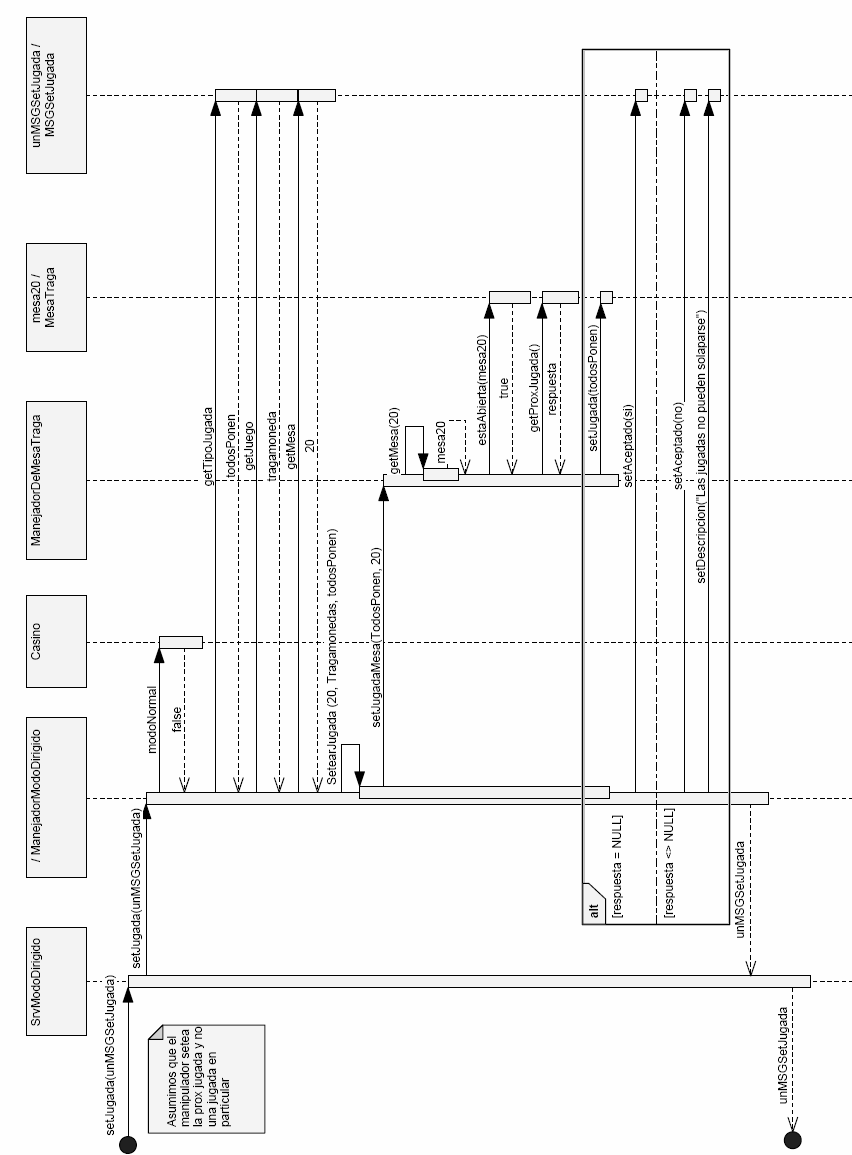 setJugada(unMSGSetJugada)
Asumimos que el
manipulador setea
la prox jugada y no
una jugada en
particular
SrvModoDirigido
/ ManejadorModoDirigido
Casino
ManejadorDeMesaTraga
mesa20 /
MesaTraga
unMSGSetJugada /
MSGSetJugada
setJugada(unMSGSetJugada)
modoNormal
false
getTipoJugada
todosPonen
getJuego
tragamoneda
getMesa
20
SetearJugada (20, Tragamonedas, todosPonen)
setJugadaMesa(TodosPonen, 20)
getMesa(20)
mesa20
estaAbierta(mesa20)
true
getProxJugada()
respuesta
alt
[respuesta = NULL]
setJugada(todosPonen)
setAceptado(si)
[respuesta <> NULL]
setAceptado(no)
setDescripcion("Las jugadas no pueden solaparse")
unMSGSetJugada
unMSGSetJugada